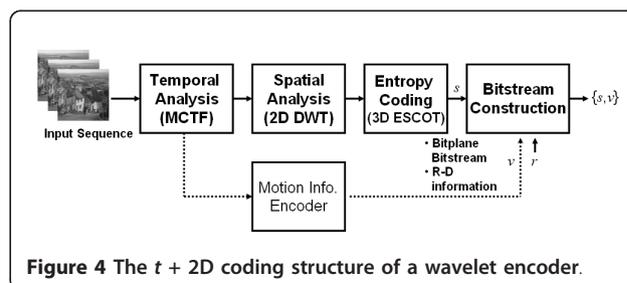 Input Sequence
Temporal
Analysis
(MCTF)
Spatial
Analysis
(2D DWT)
Entropy
Coding
(3D ESCOT)
s
Bitstream
Construction
{s,v}
• Bitplane
Bitstream
• R-D
information
v
r
Motion Info.
Encoder
Figure 4 The t + 2D coding structure of a wavelet encoder.